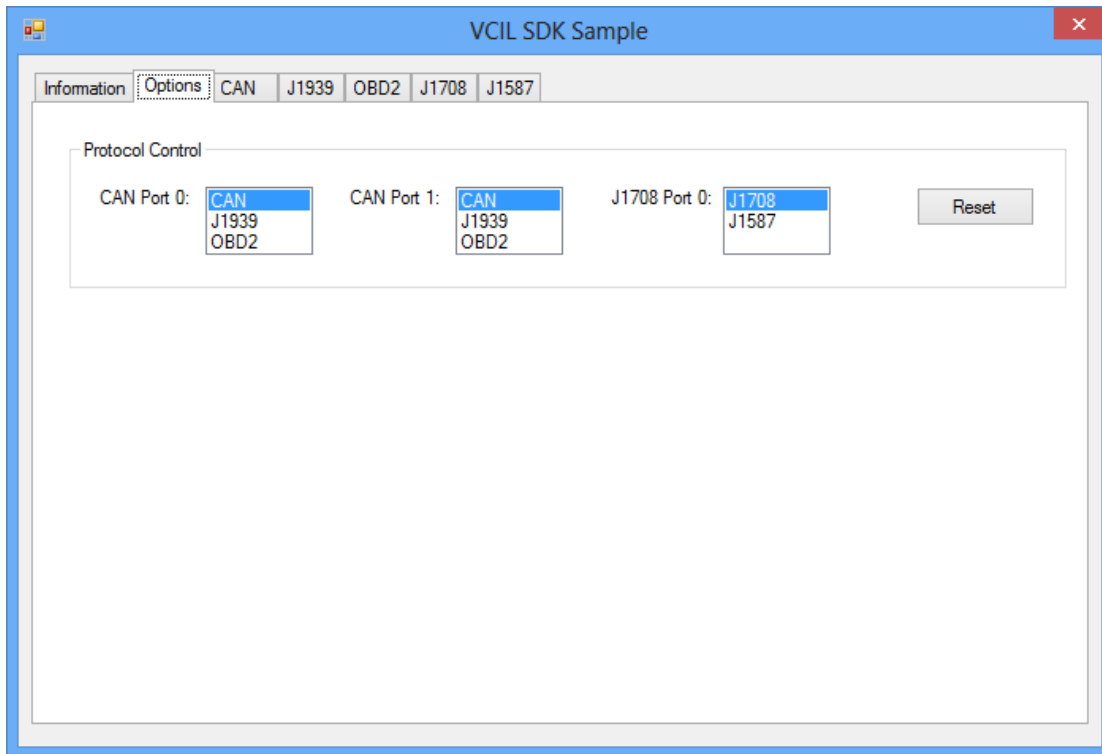 VCIL SDK Sample
Information Options CAN J1939 OBD2 J1708 J1587
Protocol Control
CAN Port 0: CAN CAN Port 1: CAN J1708 Port 0: J1708 Reset
J1939 J1939 J1587
OBD2 OBD2